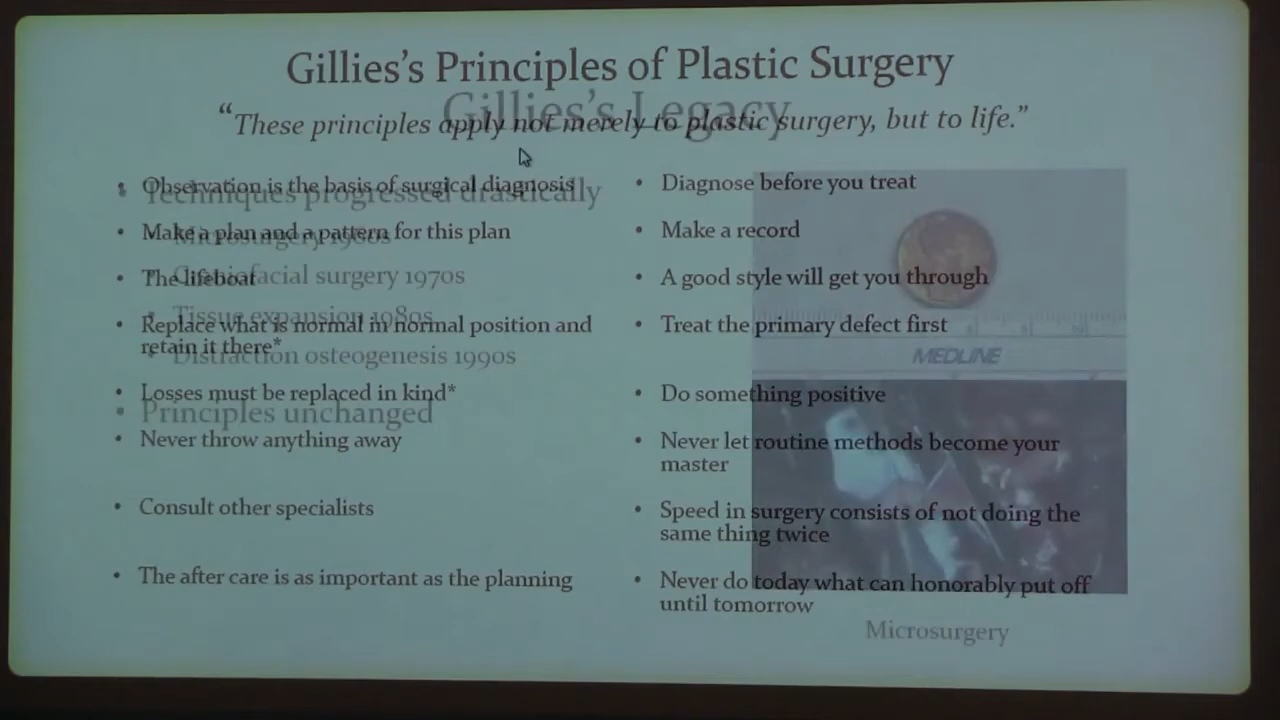 Gillies's Principles of Plastic Surgery
Gillies's Legacy
“These principles apply not merely to plastic surgery, but to life.”
• Observation is the basis of surgical diagnosis
• Techniques progressed drastically
• Make a plan and a pattern for this plan
• Microsurgery 1960s
• The lifeboat
• Craniofacial surgery 1970s
• Tissue expansion 1980s
• Replace what is normal in normal position and
retain it there*
• Distraction osteogenesis 1990s
• Losses must be replaced in kind*
• Principles unchanged
• Never throw anything away
• Consult other specialists
• The after care is as important as the planning
• Diagnose before you treat
• Make a record
• A good style will get you through
• Treat the primary defect first
MEDLINE
• Do something positive
• Never let routine methods become your
master
• Speed in surgery consists of not doing the
same thing twice
• Never do today what can honorably put off
until tomorrow
Microsurgery